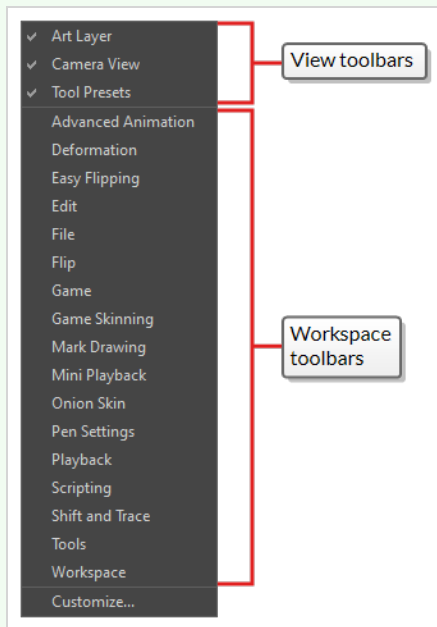 Art Layer
Camera View
Tool Presets
Advanced Animation
Deformation
Easy Flipping
Edit
File
Flip
Game
Game Skinning
Mark Drawing
Mini Playback
Onion Skin
Pen Settings
Playback
Scripting
Shift and Trace
Tools
Workspace
Customize...
View toolbars
Workspace
toolbars